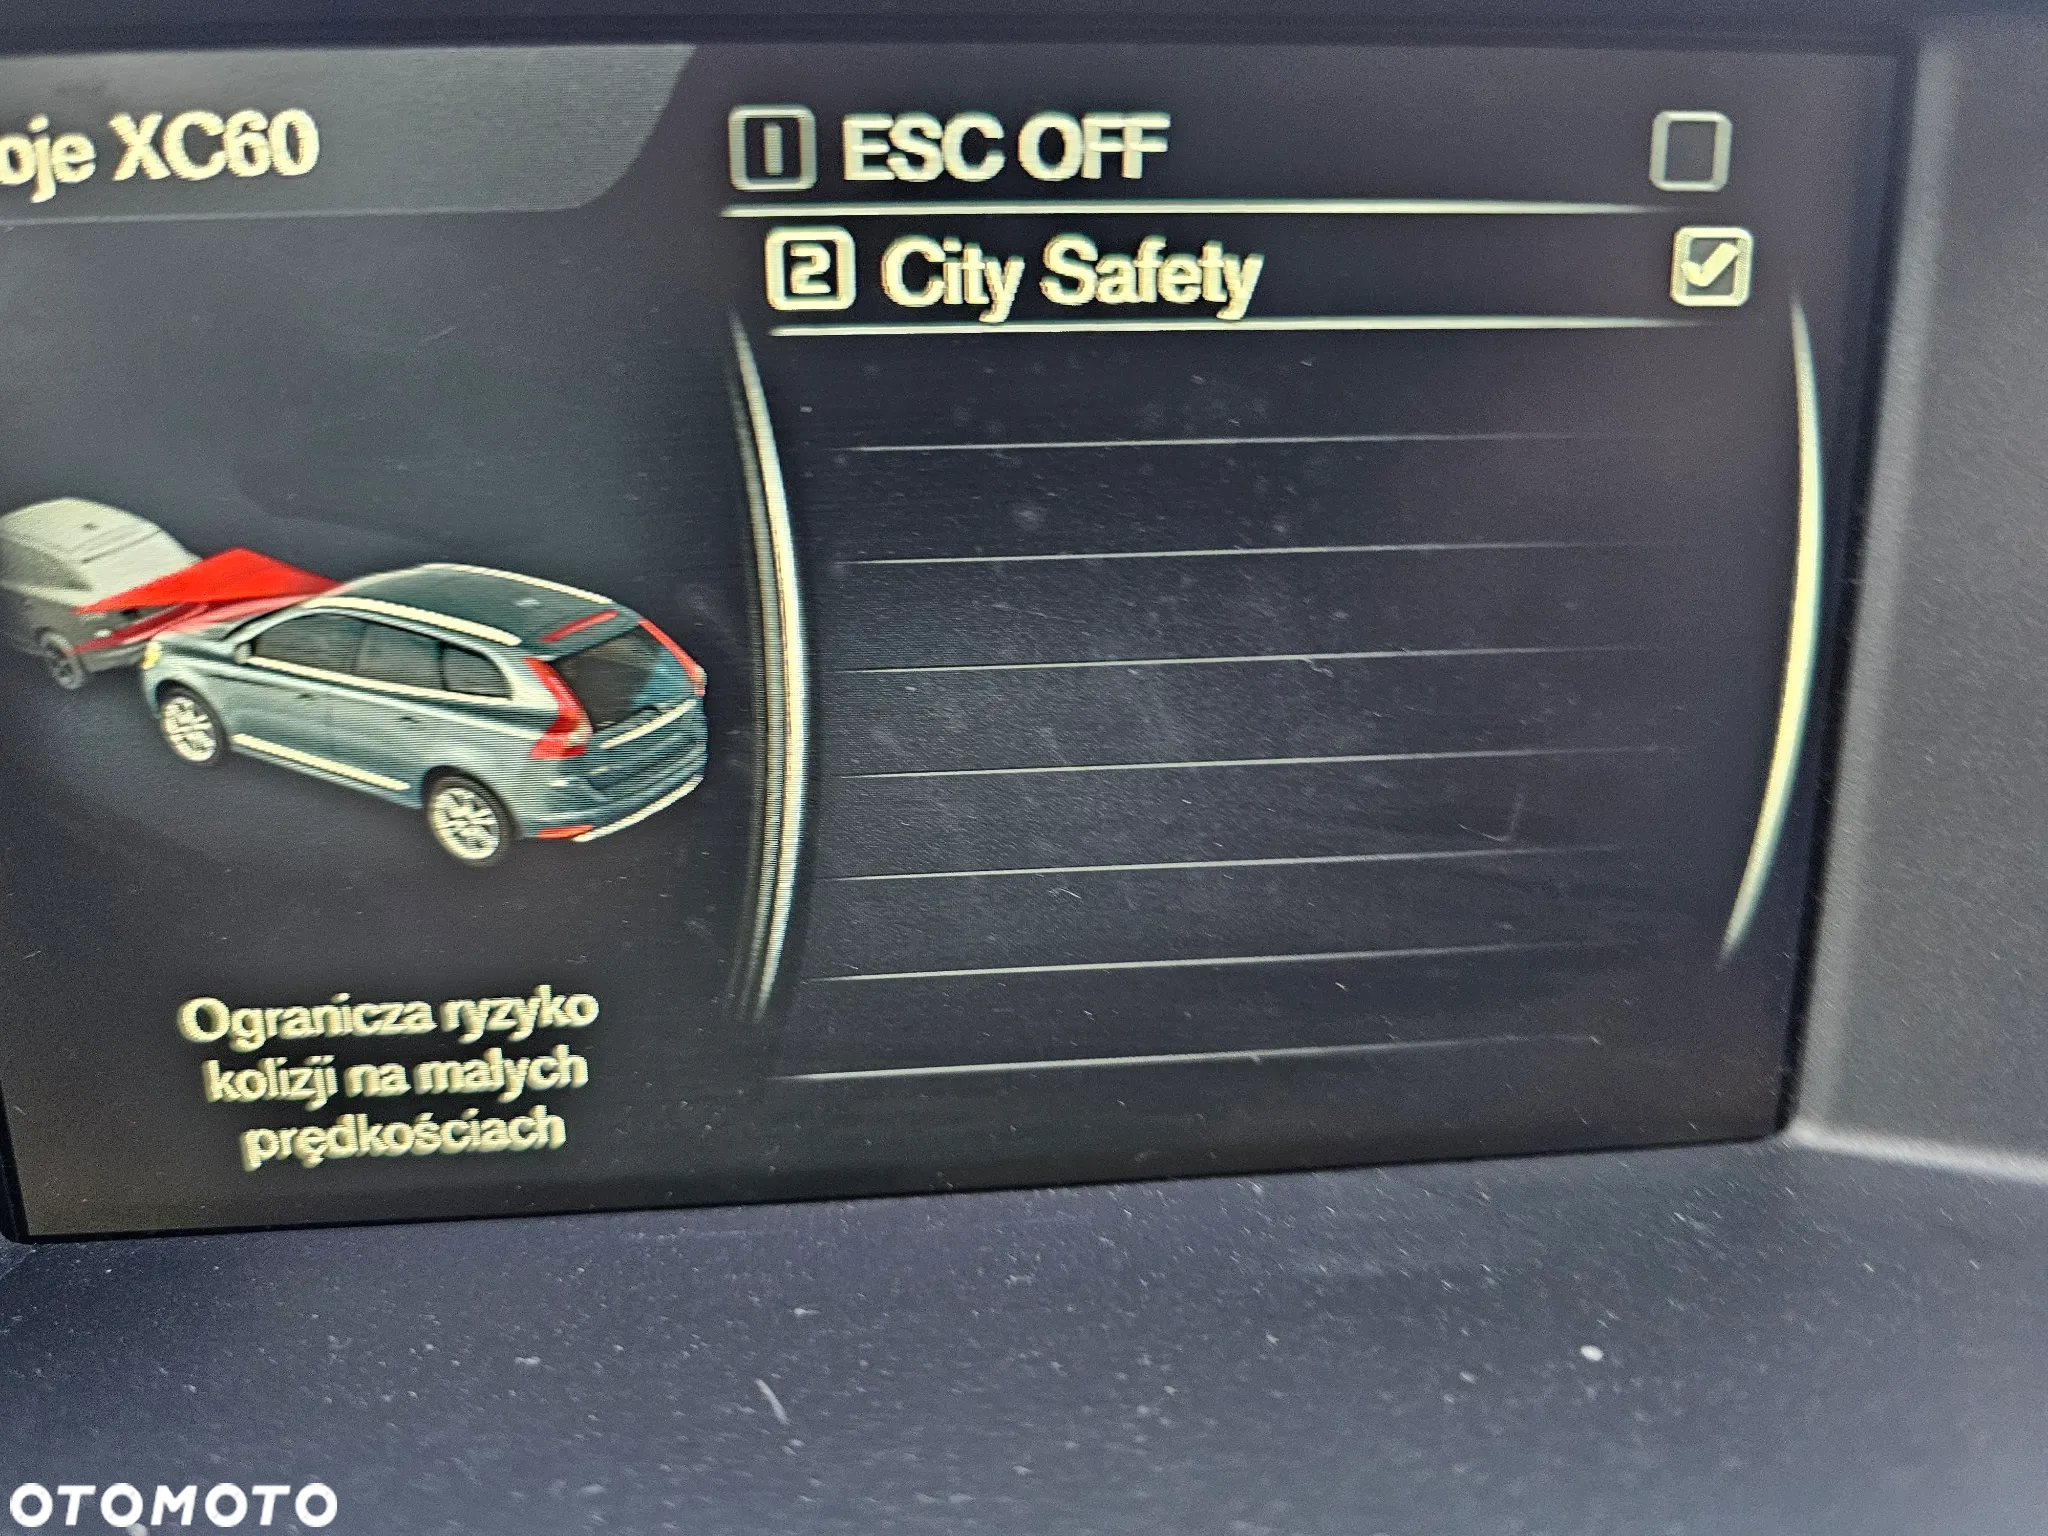 oje XC60
1 ESC OFF
2 City Safety
Ogranicza ryzyko
kolizji na małych
prędkościach
OTOMOTO